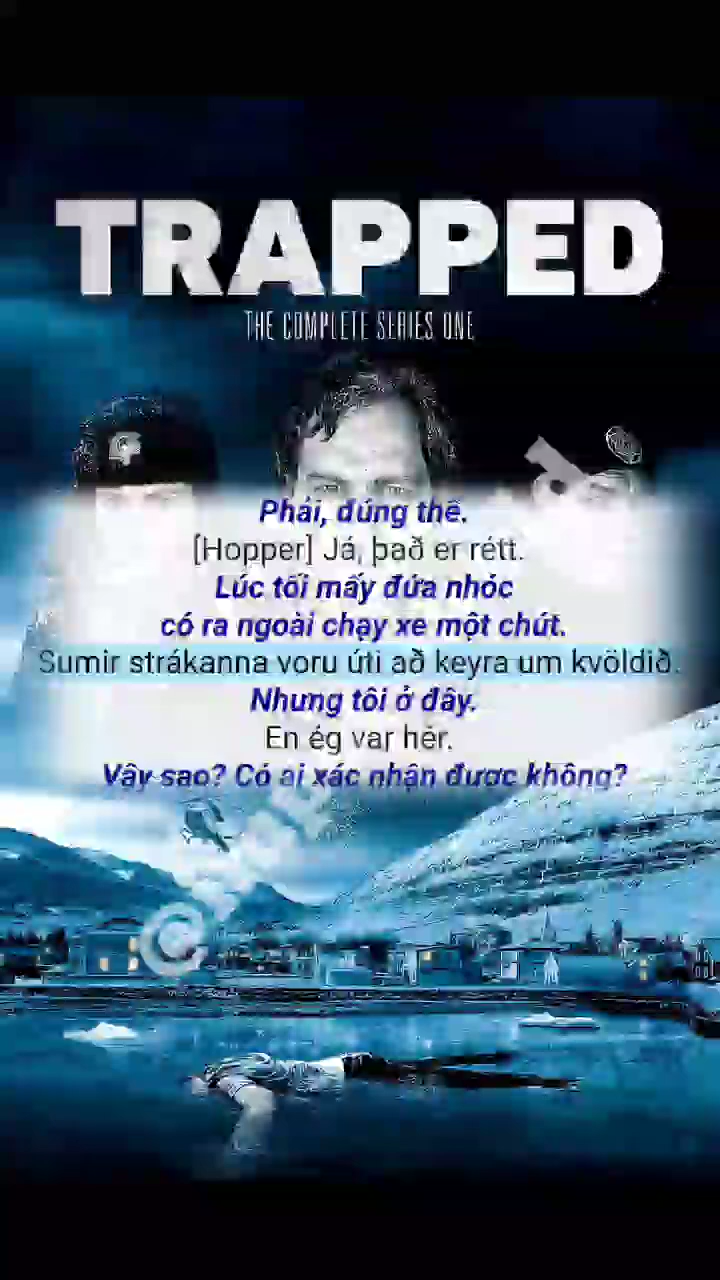 TRAPPED
THE COMPLETE SERIES ONE
Phải, đúng thế.
[Hopper] Já, það er rétt.
Lúc tối mấy đứa nhóc
có ra ngoài chạy xe một chút.
Sumir strákanna voru úti að keyra um kvöldið.
Nhưng tôi ở đây.
En ég var hér.
Vậy sao? Có ai xác nhận được không?